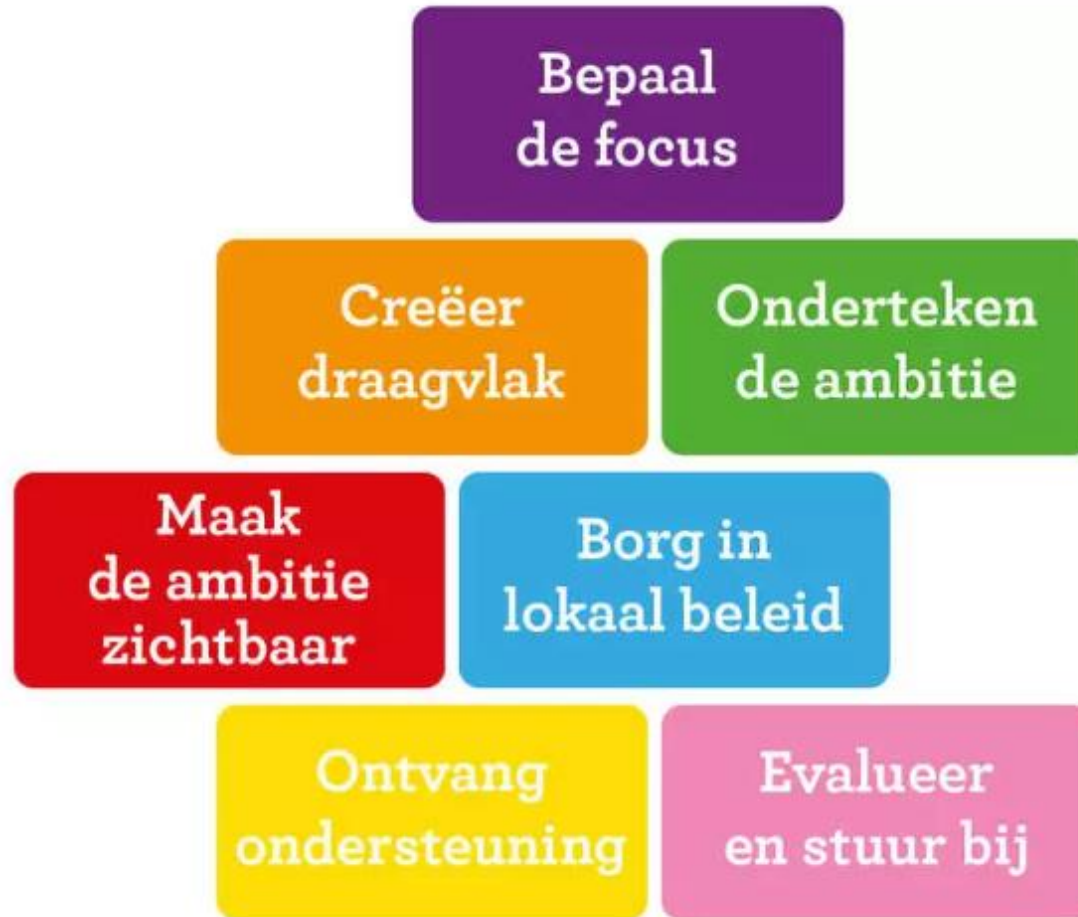 Bepaal
de focus
Creëer
draagvlak
Onderteken
de ambitie
Maak
de ambitie
zichtbaar
Borg in
lokaal beleid
Ontvang
ondersteuning
Evalueer
en stuur bij